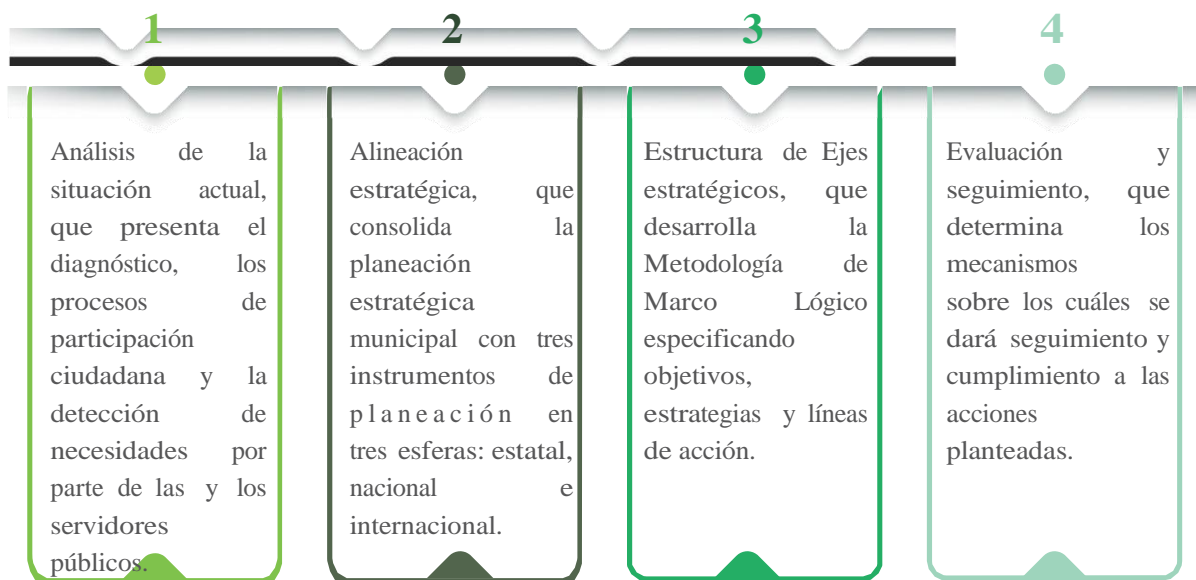 1
Análisis de la
situación actual,
que presenta el
diagnóstico, los
procesos de
participación
ciudadana y la
detección de
necesidades por
parte de las y los
servidores
públicos.
2
Alineación
estratégica, que
consolida la
planeación
estratégica
municipal con tres
instrumentos de
planeación en
tres esferas: estatal,
nacional e
internacional.
3
Estructura de Ejes
estratégicos, que
desarrolla la
Metodología de
Marco Lógico
especificando
objetivos,
estrategias y líneas
de acción.
4
Evaluación y
seguimiento, que
determina los
mecanismos
sobre los cuáles se
dará seguimiento y
cumplimiento a las
acciones
planteadas.